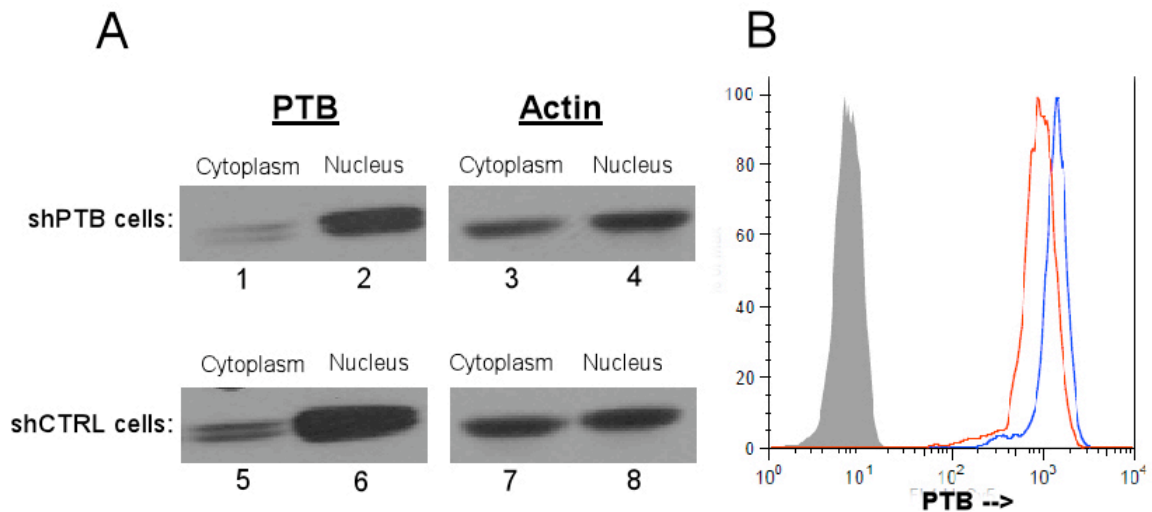 A
PTB Actin
Cytoplasm Nucleus Cytoplasm Nucleus
shPTB cells:
1 2 3 4
Cytoplasm Nucleus Cytoplasm Nucleus
shCTRL cells:
5 6 7 8
B
100
80
60
40
20
0
10⁰ 10¹ 10² 10³ 10⁴
PTB -->